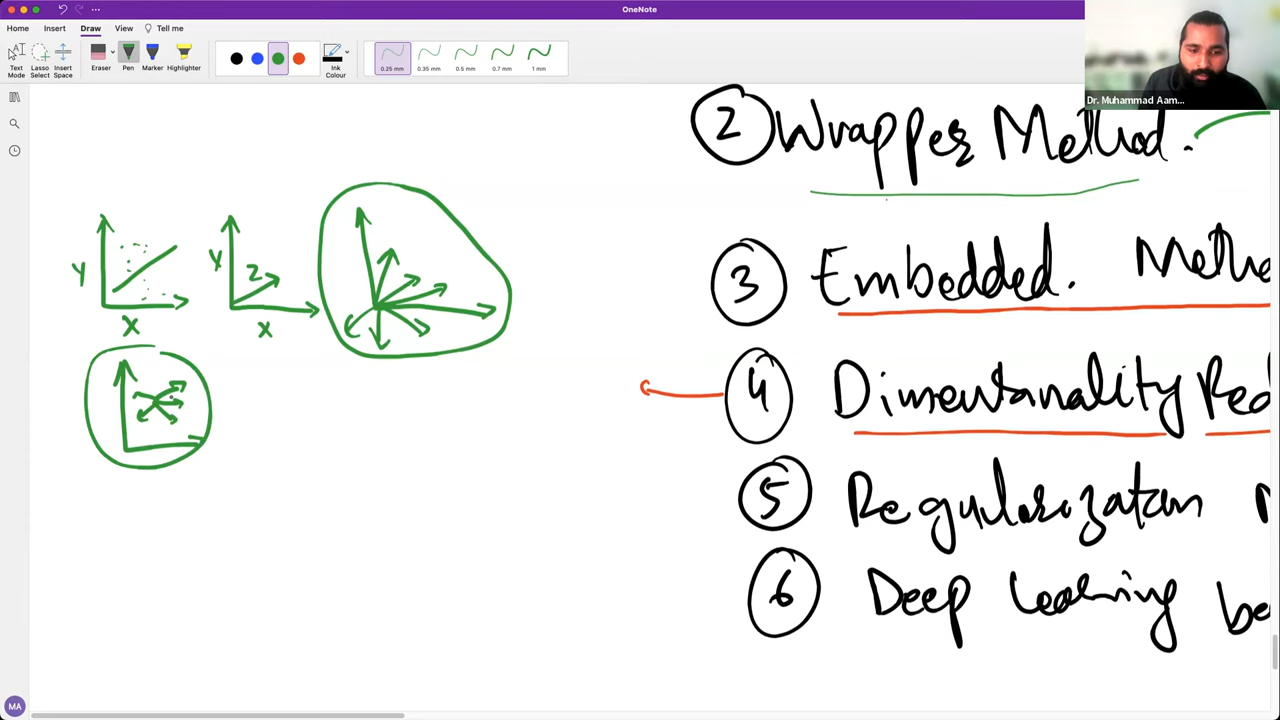 OneNote
Home Insert Draw View Tell me
Text Mode
Lasso Select
Insert Space
Eraser
Pen
Marker
Highlighter
Ink Colour
0.25 mm
0.35 mm
0.5 mm
0.7 mm
1 mm
Dr. Muhammad Aam...
2 Wrapper Method.
3 Embedded. Metho
4 Dimentanality Red
5 Regularization
6 Deep learning be
Y
X
Y
Z
X
MA